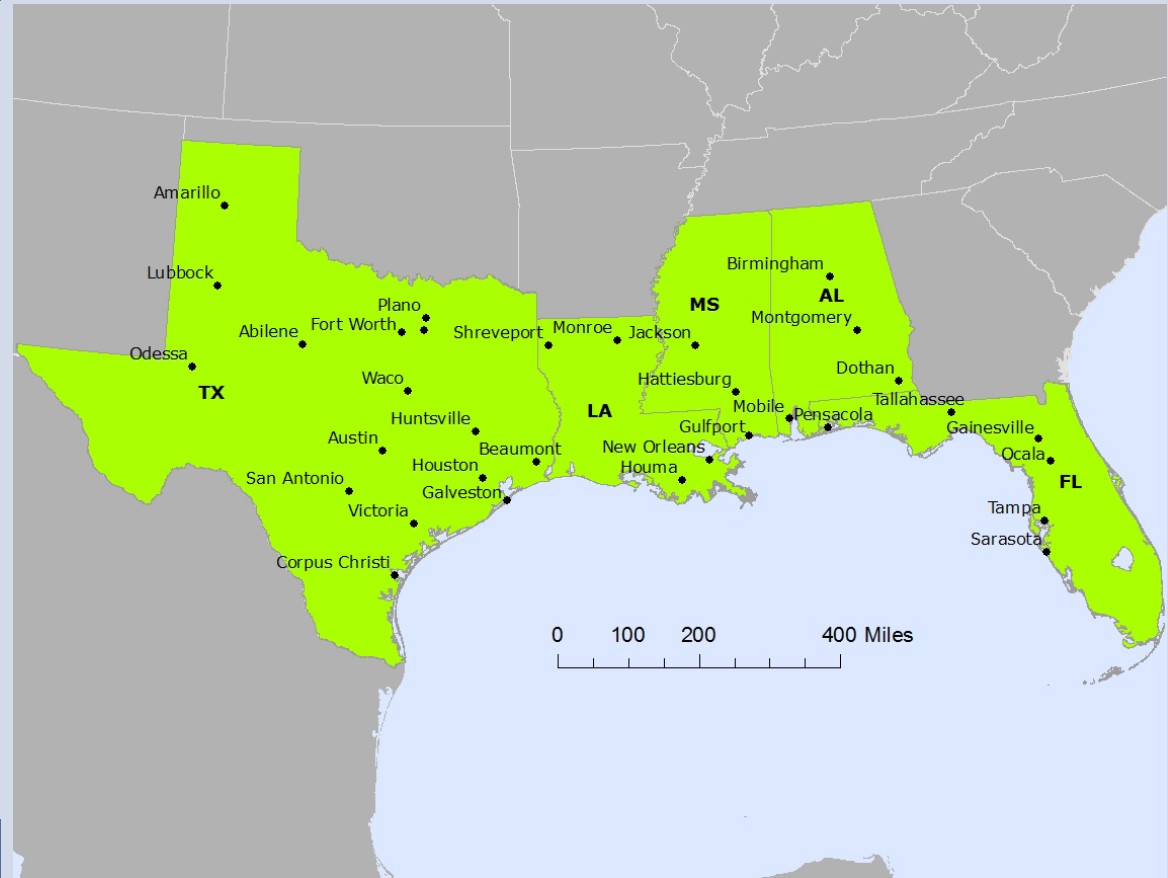 Amarillo
Lubbock
Birmingham
AL
Plano
MS
Fort Worth
Montgomery
Abilene
Shreveport
Monroe
Jackson
Odessa
Dothan
Waco
Hattiesburg
TX
Tallahassee
LA
Mobile
Pensacola
Huntsville
Gulfport
Gainesville
Austin
Beaumont
New Orleans
Ocala
Houston
Houma
San Antonio
FL
Galveston
Victoria
Tampa
Sarasota
Corpus Christi
0 100 200 400 Miles